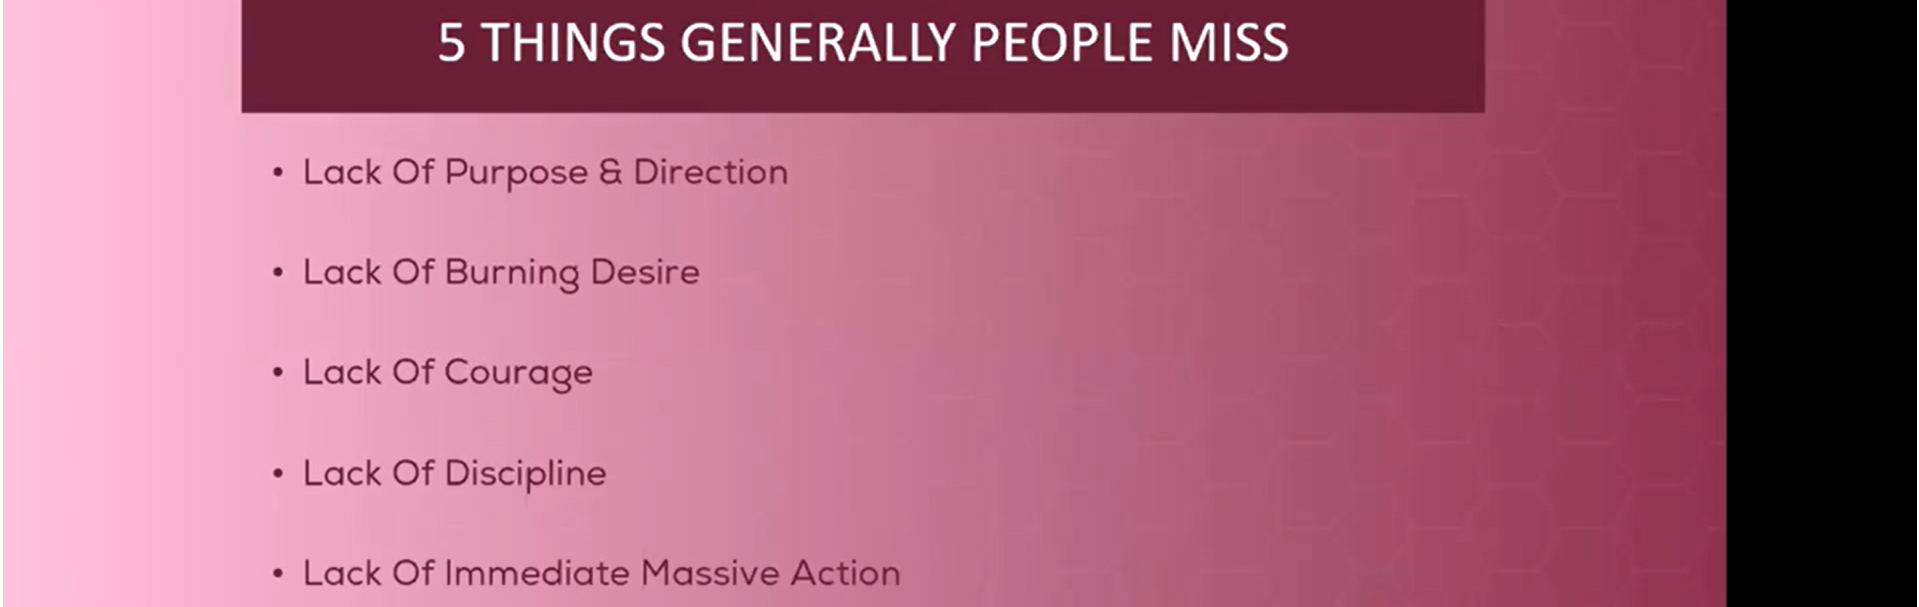 5 THINGS GENERALLY PEOPLE MISS
• Lack Of Purpose & Direction
• Lack Of Burning Desire
• Lack Of Courage
• Lack Of Discipline
• Lack Of Immediate Massive Action